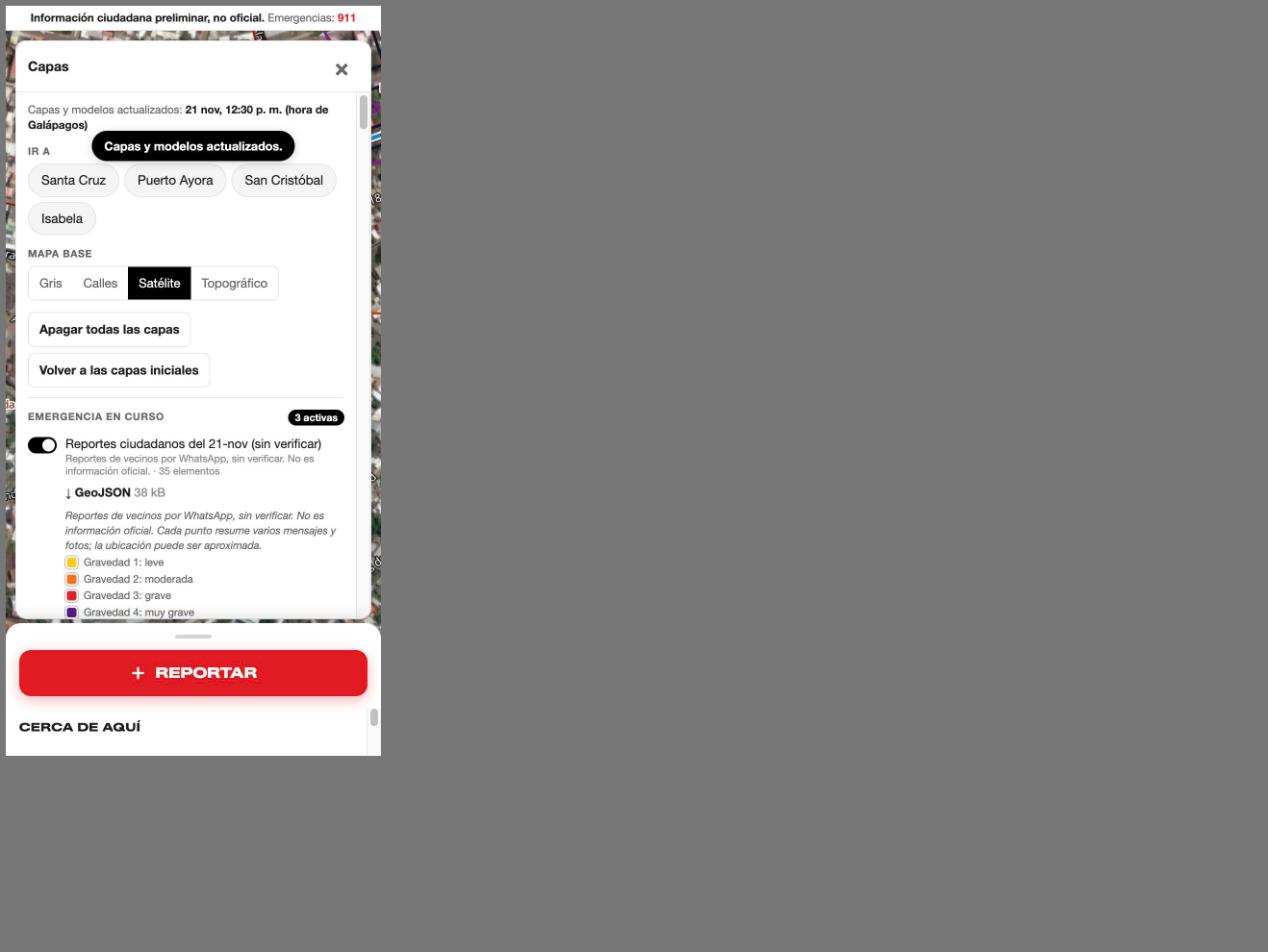 Información ciudadana preliminar, no oficial. Emergencias: 911
Capas
Capas y modelos actualizados: 21 nov, 12:30 p. m. (hora de
Galápagos)
Capas y modelos actualizados.
IR A
Santa Cruz
Puerto Ayora
San Cristóbal
Isabela
MAPA BASE
Gris
Calles
Satélite
Topográfico
Apagar todas las capas
Volver a las capas iniciales
EMERGENCIA EN CURSO
3 activas
Reportes ciudadanos del 21-nov (sin verificar)
Reportes de vecinos por WhatsApp, sin verificar. No es
información oficial. · 35 elementos
↓ GeoJSON 38 kB
Reportes de vecinos por WhatsApp, sin verificar. No es
información oficial. Cada punto resume varios mensajes y
fotos; la ubicación puede ser aproximada.
Gravedad 1: leve
Gravedad 2: moderada
Gravedad 3: grave
Gravedad 4: muy grave
+ REPORTAR
CERCA DE AQUÍ